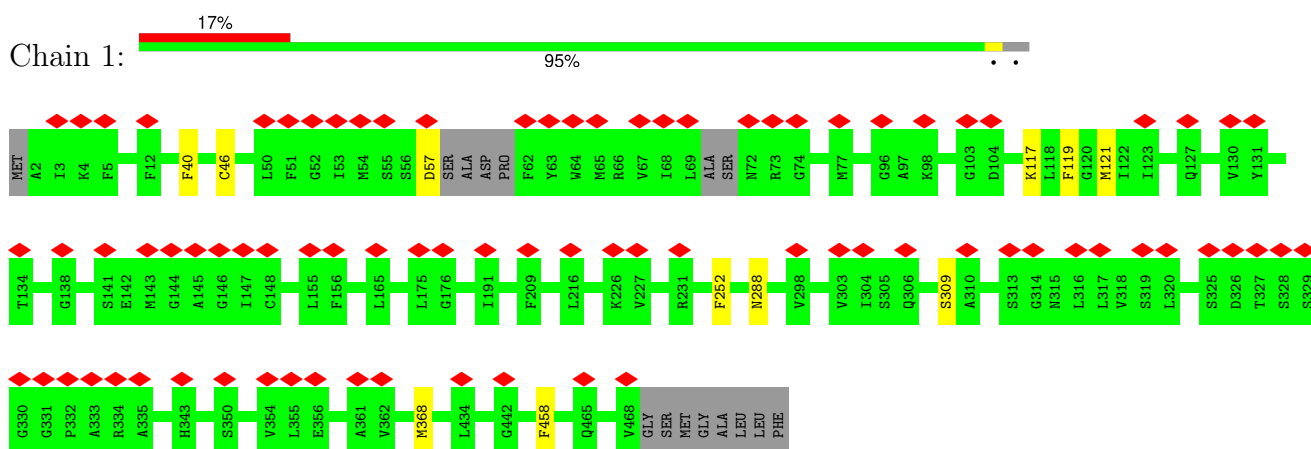 17%
Chain 1:
95%
MET A2 I3 K4 F5 F12 F40 C46 L50 F51 G52 I53 M54 S55 S56 D57 SER ALA ASP PRO F62 Y63 W64 M65 R66 V67 I68 L69 ALA SER N72 R73 G74 M77 G96 A97 K98 G103 D104 K117 L118 F119 G120 M121 I122 I123 Q127 V130 Y131
T134 G138 S141 E142 M143 G144 A145 G146 I147 C148 L155 F156 L165 L175 G176 I191 F209 L216 K226 V227 R231 F252 N288 V298 V303 I304 S305 Q306 S309 A310 S313 G314 N315 L316 L317 V318 S319 L320 S325 D326 T327 S328 S329
G330 G331 P332 A333 R334 A335 H343 S350 V354 L355 E356 A361 V362 M368 L434 G442 F458 Q465 V468 GLY SER MET GLY ALA LEU LEU PHE